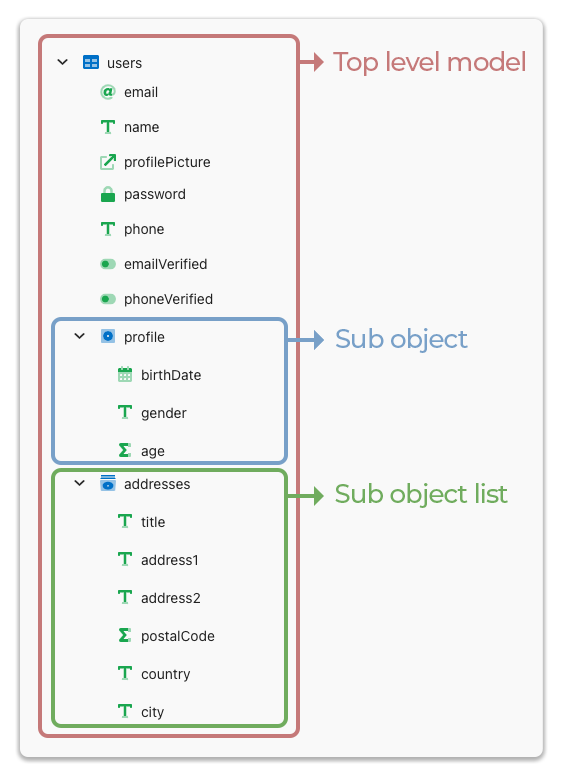 users
Top level model
email
name
profilePicture
password
phone
emailVerified
phoneVerified
profile
Sub object
birthDate
gender
age
addresses
Sub object list
title
address1
address2
postalCode
country
city